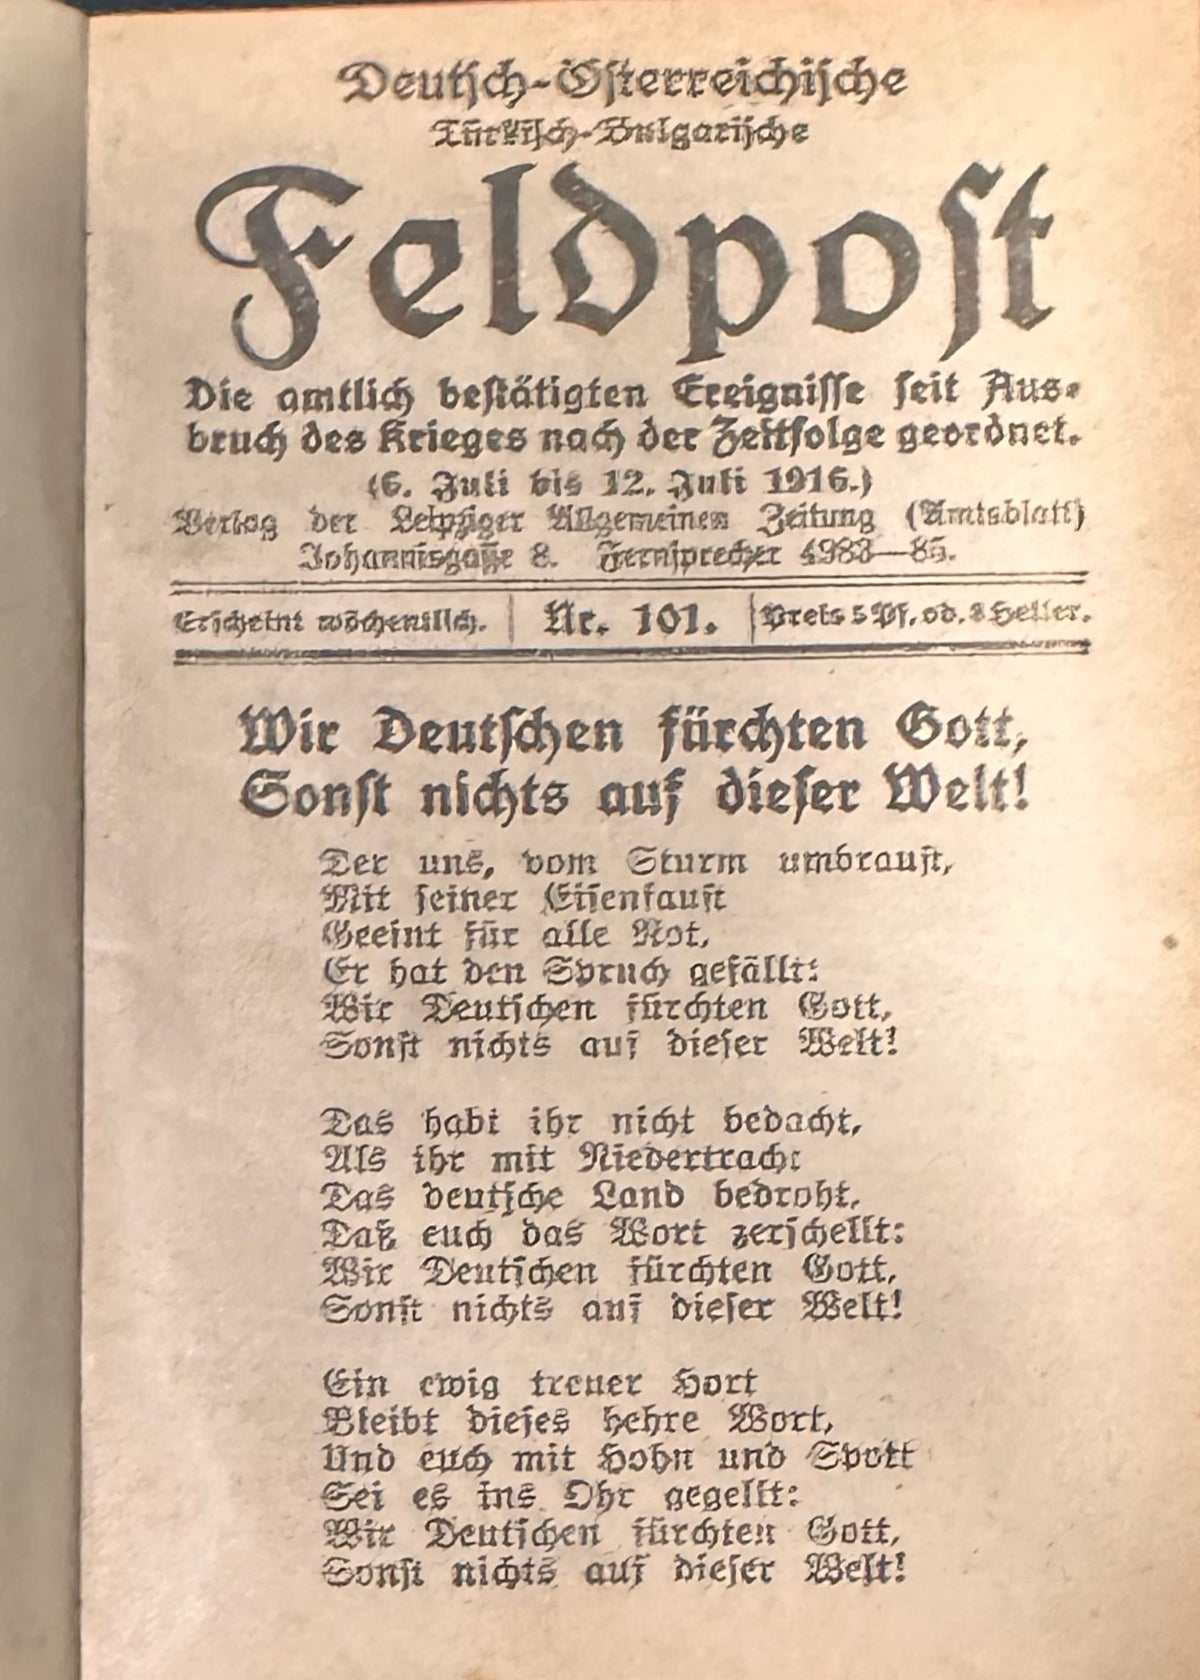 Deutsch-Österreichische
Türkisch-Bulgarische
Feldpost
Die amtlich bestätigten Ereignisse seit Aus-
bruch des Krieges nach der Zeitfolge geordnet.
(6. Juli bis 12. Juli 1916.)
Verlag der Leipziger Allgemeinen Zeitung (Amtsblatt)
Johannisgasse 8. Fernsprecher 4983—85.
Erscheint wöchentlich. Nr. 101. Preis 5 Pf. od. 8 Heller.
Wir Deutschen fürchten Gott,
Sonst nichts auf dieser Welt!
Der uns, vom Sturm umbraust,
Mit seiner Eisenfaust
Geeint für alle Not,
Er hat den Spruch gefällt:
Wir Deutschen fürchten Gott,
Sonst nichts auf dieser Welt!
Das habt ihr nicht bedacht,
Als ihr mit Niedertracht
Das deutsche Land bedroht,
Daß euch das Wort zerschellt:
Wir Deutschen fürchten Gott,
Sonst nichts auf dieser Welt!
Ein ewig treuer Hort
Bleibt dieses hehre Wort,
Und euch mit Hohn und Spott
Sei es ins Ohr gegellt:
Wir Deutschen fürchten Gott,
Sonst nichts auf dieser Welt!